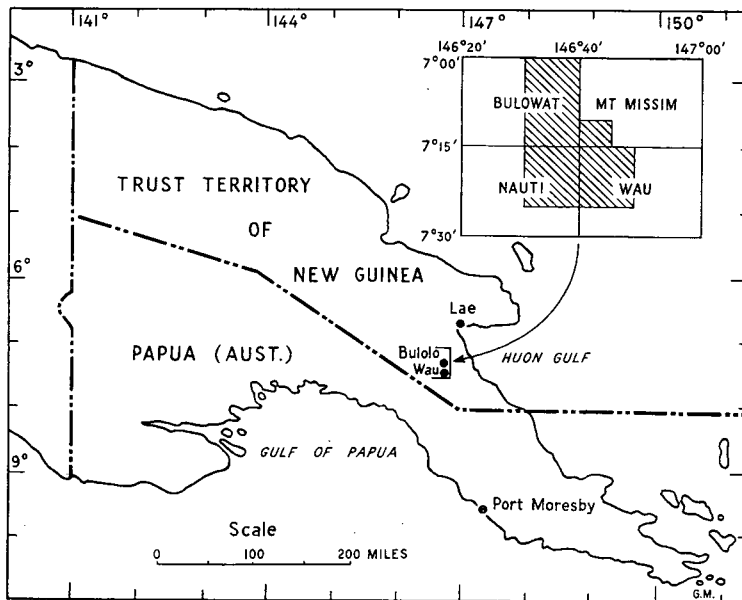 141° 144° 147° 150°
146°20' 146°40' 147°00'
7°00'
3°
BULOWAT MT MISSIM
7°15'
TRUST TERRITORY
NAUTI WAU
OF
7°30'
6°
NEW GUINEA
Lae
PAPUA (AUST.)
Bulolo
Wau
HUON GULF
GULF OF PAPUA
9°
Port Moresby
Scale
0 100 200 MILES
G.M.